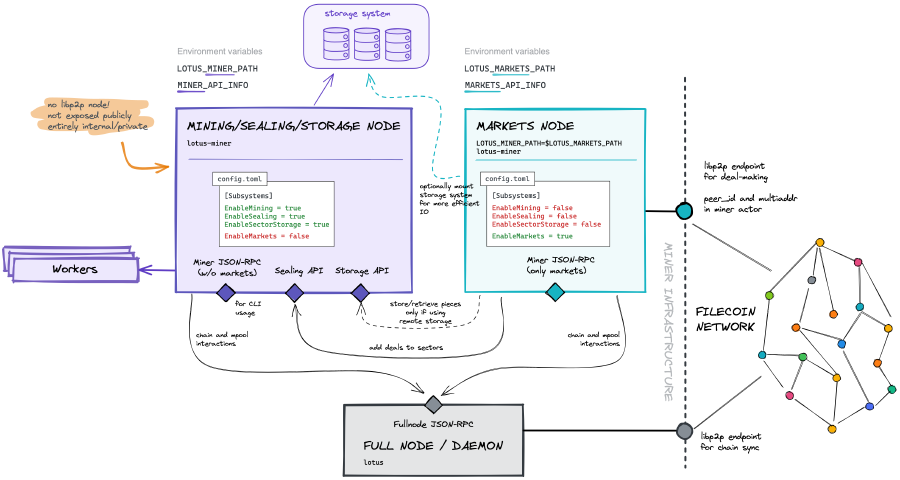 storage system
Environment variables
LOTUS_MINER_PATH
MINER_API_INFO
Environment variables
LOTUS_MARKETS_PATH
MARKETS_API_INFO
no libp2p node!
not exposed publicly
entirely internal/private
MINING/SEALING/STORAGE NODE
lotus-miner
config.toml
[Subsystems]
EnableMining = true
EnableSealing = true
EnableSectorStorage = true
EnableMarkets = false
Miner JSON-RPC
(w/o markets)
Sealing API
Storage API
optionally mount
storage system
for more efficient
IO
MARKETS NODE
LOTUS_MINER_PATH=$LOTUS_MARKETS_PATH
lotus-miner
config.toml
[Subsystems]
EnableMining = false
EnableSealing = false
EnableSectorStorage = false
EnableMarkets = true
Miner JSON-RPC
(only markets)
libp2p endpoint
for deal-making
peer_id and multiaddr
in miner actor
Workers
for CLI
usage
store/retrieve pieces
only if using
remote storage
chain and mpool
interactions
add deals to sectors
chain and mpool
interactions
MINER INFRASTRUCTURE
FILECOIN
NETWORK
Fullnode JSON-RPC
FULL NODE / DAEMON
lotus
libp2p endpoint
for chain sync